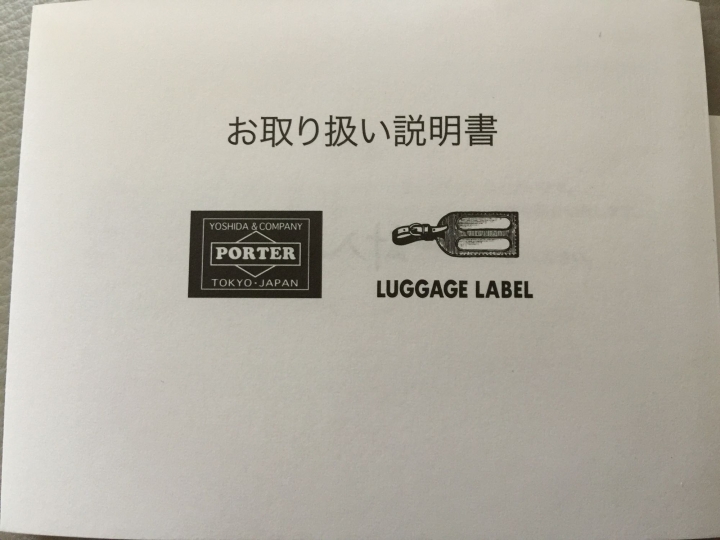 お取り扱い説明書
YOSHIDA & COMPANY
PORTER
TOKYO・JAPAN
LUGGAGE LABEL